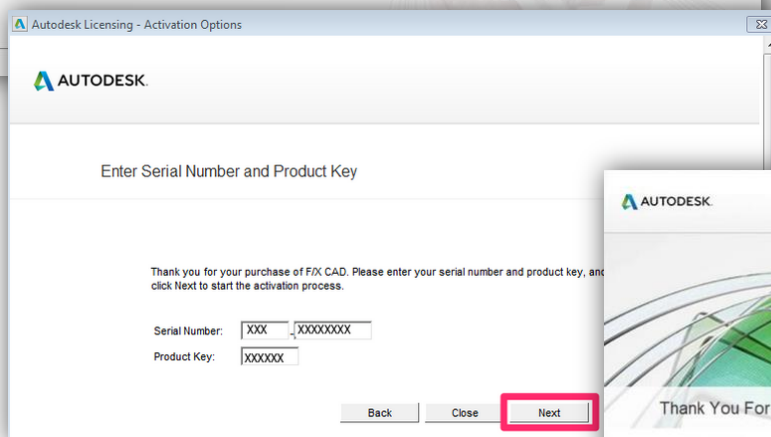 Autodesk Licensing - Activation Options
AUTODESK.
Enter Serial Number and Product Key
Thank you for your purchase of F/X CAD. Please enter your serial number and product key, and
click Next to start the activation process.
Serial Number: XXX - XXXXXXXX
Product Key: XXXXXX
Back Close Next
AUTODESK.
Thank You For